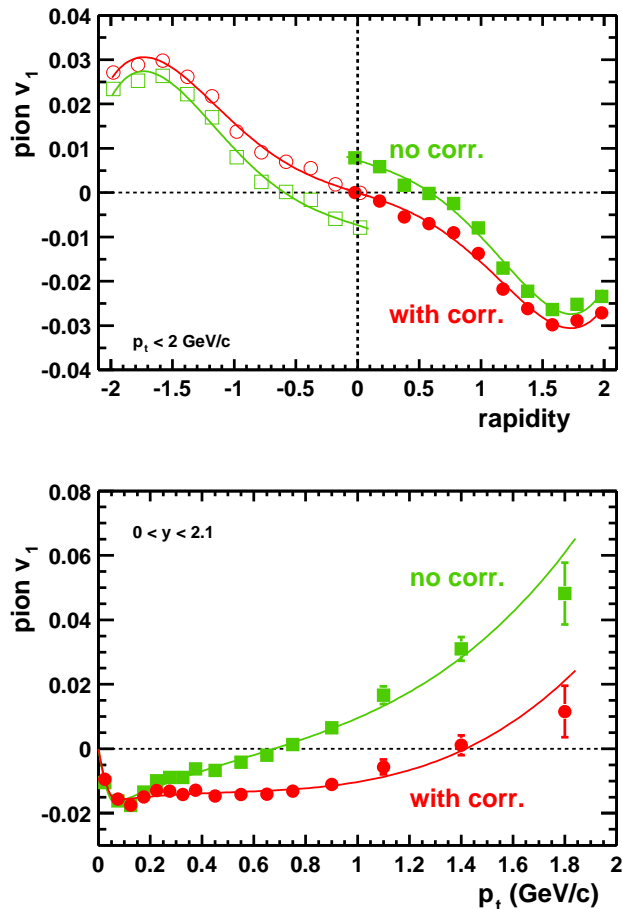 pion v1
0.04
0.03
0.02
0.01
0
-0.01
-0.02
-0.03
-0.04
no corr.
with corr.
pt < 2 GeV/c
-2 -1.5 -1 -0.5 0 0.5 1 1.5 2
rapidity
pion v1
0.08
0.06
0.04
0.02
0
-0.02
0 < y < 2.1
no corr.
with corr.
0 0.2 0.4 0.6 0.8 1 1.2 1.4 1.6 1.8 2
pt (GeV/c)